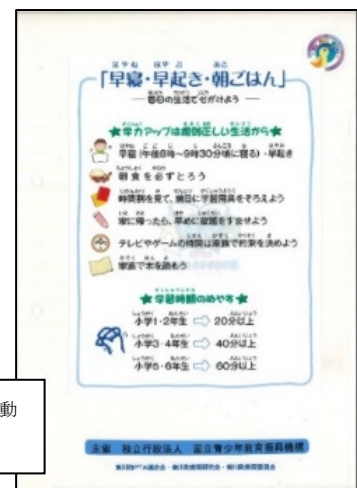 「早寝・早起き・朝ごはん」
― 毎日の生活でせがけよう ―
★学力アップは規則正しい生活から★
早寝(午後8時～9時30分頃に寝る)・早起き
朝食を必ずとろう
時間割を見て、前日に学習用具をそろえよう
家に帰ったら、早めに宿題をすませよう
テレビやゲームの時間は家族で約束を決めよう
家族で本を読もう
★学習時間のめやす★
小学1・2年生 ⇨ 20分以上
小学3・4年生 ⇨ 40分以上
小学5・6年生 ⇨ 60分以上
動
主催 独立行政法人 国立青少年教育振興機構